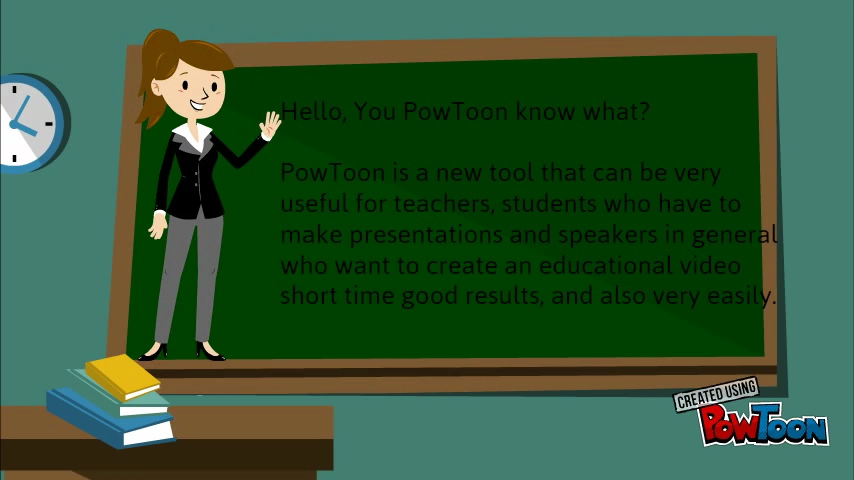 Hello, You PowToon know what?
PowToon is a new tool that can be very
useful for teachers, students who have to
make presentations and speakers in general
who want to create an educational video
short time good results, and also very easily.
CREATED USING
PowToon